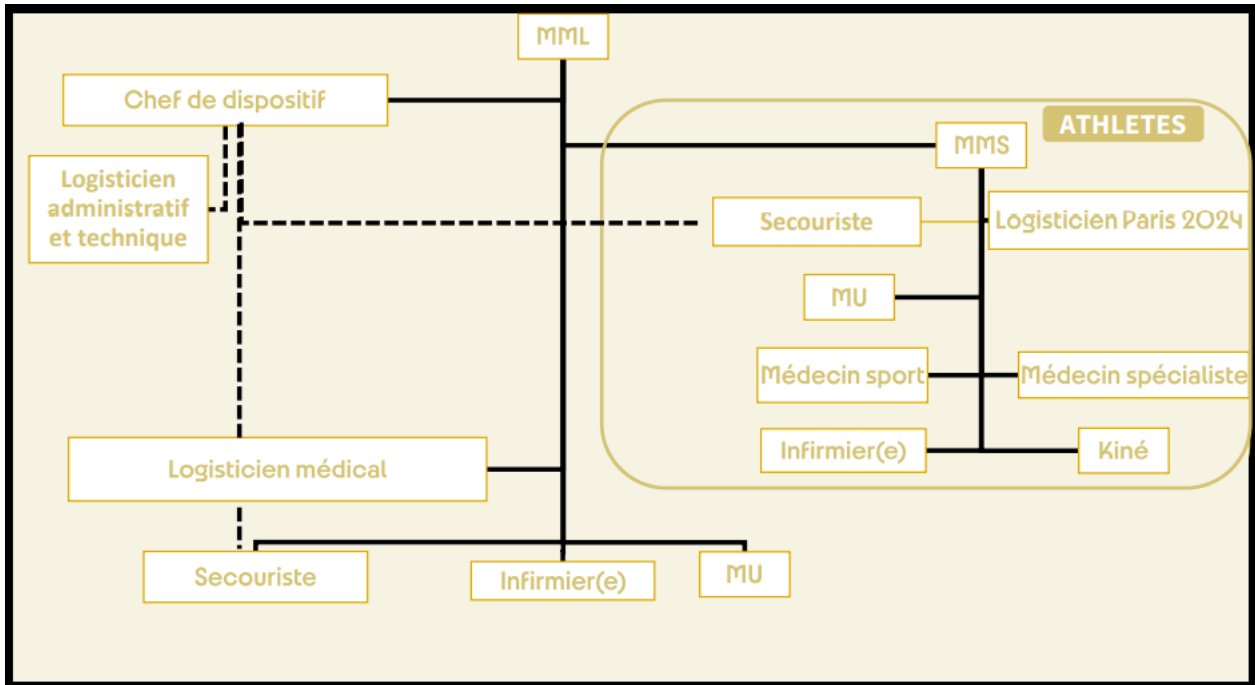 MML
Chef de dispositif
ATHLETES
MMS
Logisticien
administratif
et technique
Secouriste
Logisticien Paris 2024
MU
Médecin sport
Médecin spécialiste
Infirmier(e)
Kiné
Logisticien médical
Secouriste
Infirmier(e)
MU